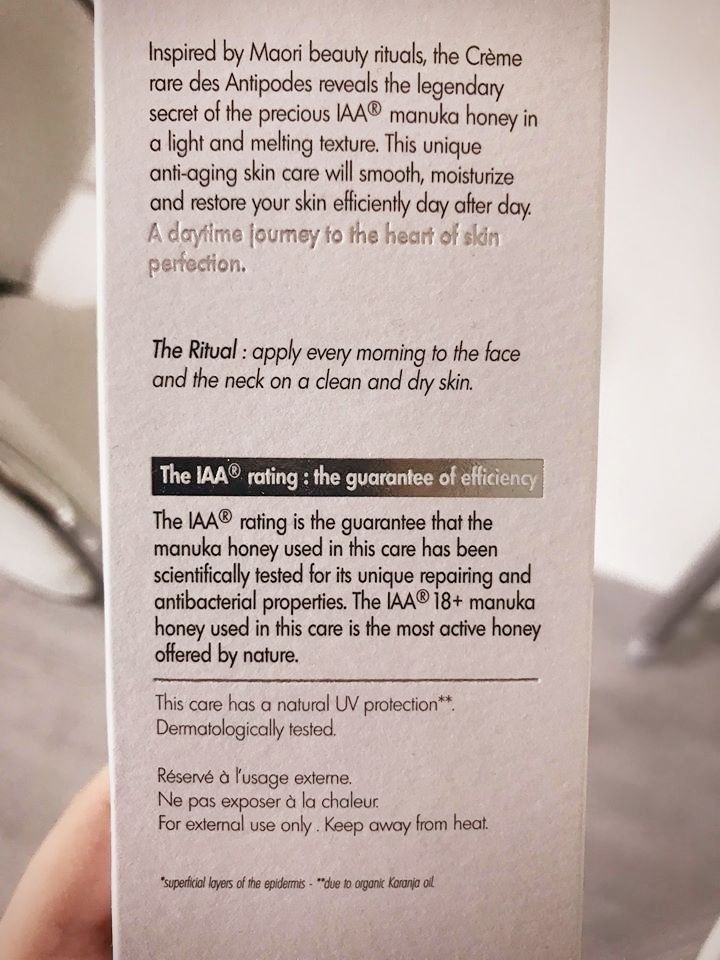 Inspired by Maori beauty rituals, the Crème
rare des Antipodes reveals the legendary
secret of the precious IAA® manuka honey in
a light and melting texture. This unique
anti-aging skin care will smooth, moisturize
and restore your skin efficiently day after day.
A daytime journey to the heart of skin
perfection.
The Ritual : apply every morning to the face
and the neck on a clean and dry skin.
The IAA® rating : the guarantee of efficiency
The IAA® rating is the guarantee that the
manuka honey used in this care has been
scientifically tested for its unique repairing and
antibacterial properties. The IAA® 18+ manuka
honey used in this care is the most active honey
offered by nature.
This care has a natural UV protection**.
Dermatologically tested.
Réservé à l'usage externe.
Ne pas exposer à la chaleur.
For external use only . Keep away from heat.
*superficial layers of the epidermis - **due to organic Karanja oil.